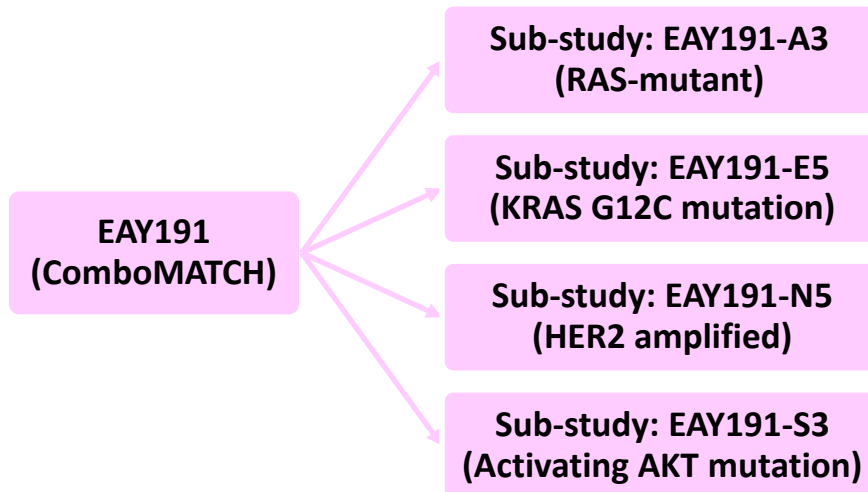 Sub-study: EAY191-A3
(RAS-mutant)
Sub-study: EAY191-E5
(KRAS G12C mutation)
EAY191
(ComboMATCH)
Sub-study: EAY191-N5
(HER2 amplified)
Sub-study: EAY191-S3
(Activating AKT mutation)